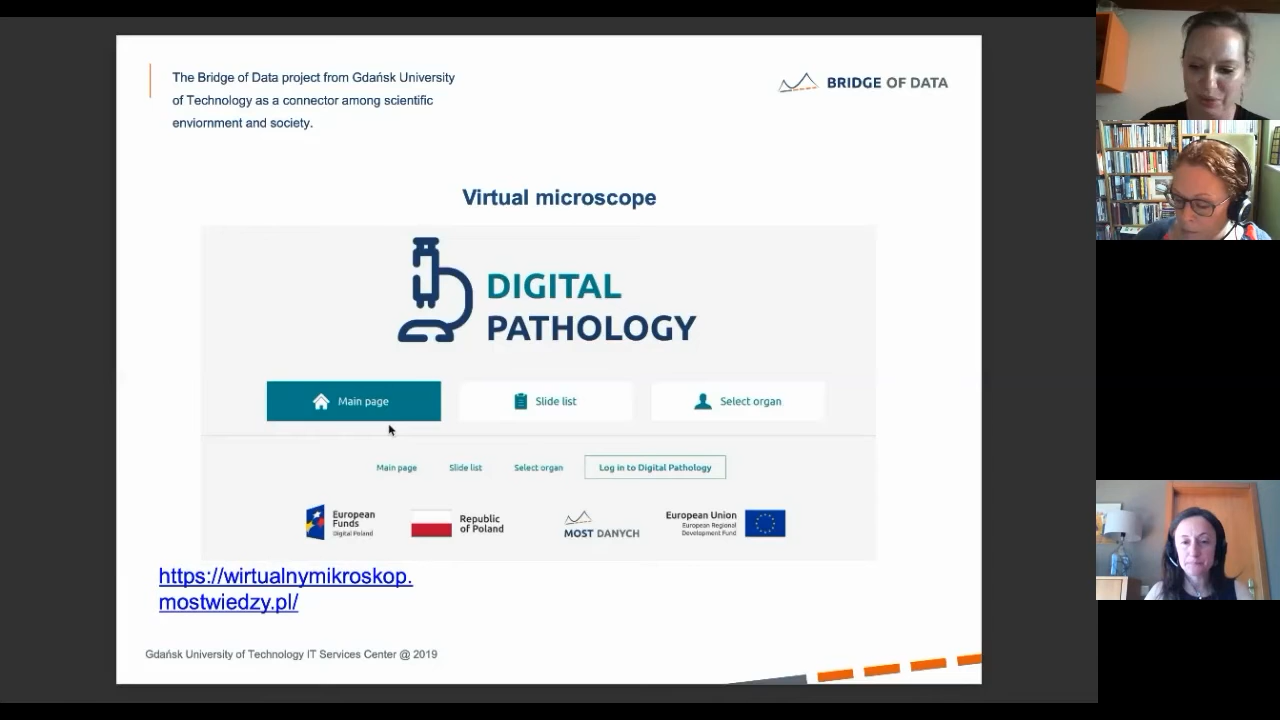 The Bridge of Data project from Gdańsk University
of Technology as a connector among scientific
enviornment and society.
BRIDGE OF DATA
Virtual microscope
DIGITAL
PATHOLOGY
Main page
Slide list
Select organ
Main page
Slide list
Select organ
Log in to Digital Pathology
European
Funds
Digital Poland
Republic
of Poland
MOST DANYCH
European Union
European Regional
Development Fund
https://wirtualnymikroskop.
mostwiedzy.pl/
Gdańsk University of Technology IT Services Center @ 2019